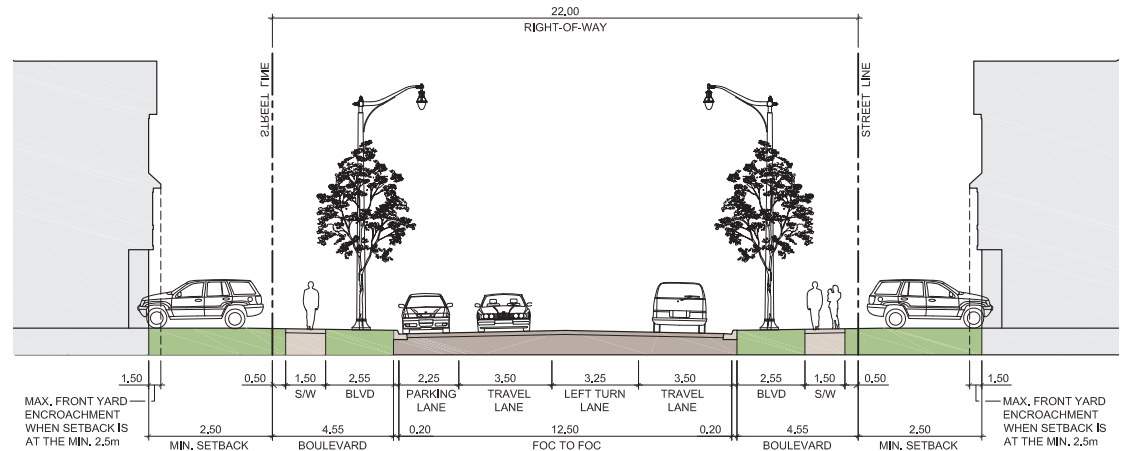 22.00
RIGHT-OF-WAY
STREET LINE
STREET LINE
1.50
0.50
1.50
2.55
2.25
3.50
3.25
3.50
2.55
1.50
0.50
1.50
S/W
BLVD
PARKING
LANE
TRAVEL
LANE
LEFT TURN
LANE
TRAVEL
LANE
BLVD
S/W
MAX. FRONT YARD
ENCROACHMENT
WHEN SETBACK IS
AT THE MIN. 2.5m
MAX. FRONT YARD
ENCROACHMENT
WHEN SETBACK IS
AT THE MIN. 2.5m
2.50
4.55
0.20
12.50
0.20
4.55
2.50
MIN. SETBACK
BOULEVARD
FOC TO FOC
BOULEVARD
MIN. SETBACK